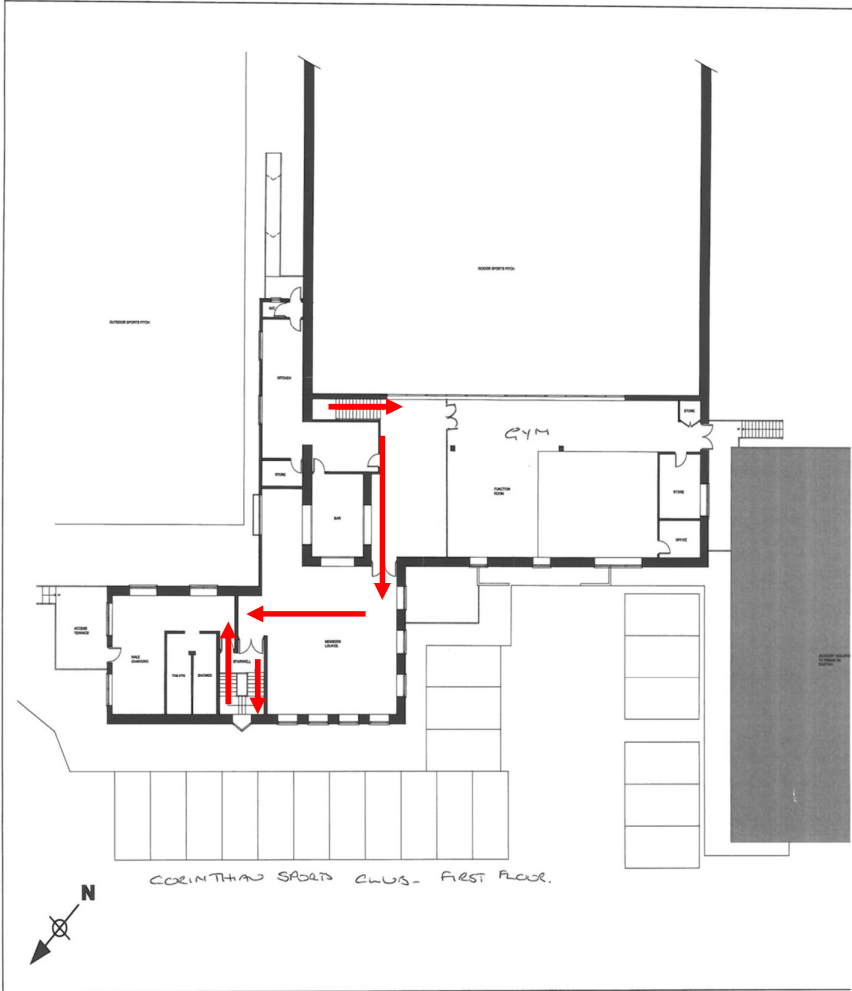 INDOOR SPORTS PITCH
OUTDOOR SPORTS PITCH
KITCHEN
STORE
GYM
STORE
FUNCTION
ROOM
STORE
BAR
OFFICE
ACCESS
TERRACE
MALE
CHANGING
TOILETS
SHOWER
STAIRWELL
MEMBERS
LOUNGE
CORINTHIAN SPORTS CLUB - FIRST FLOOR.
N